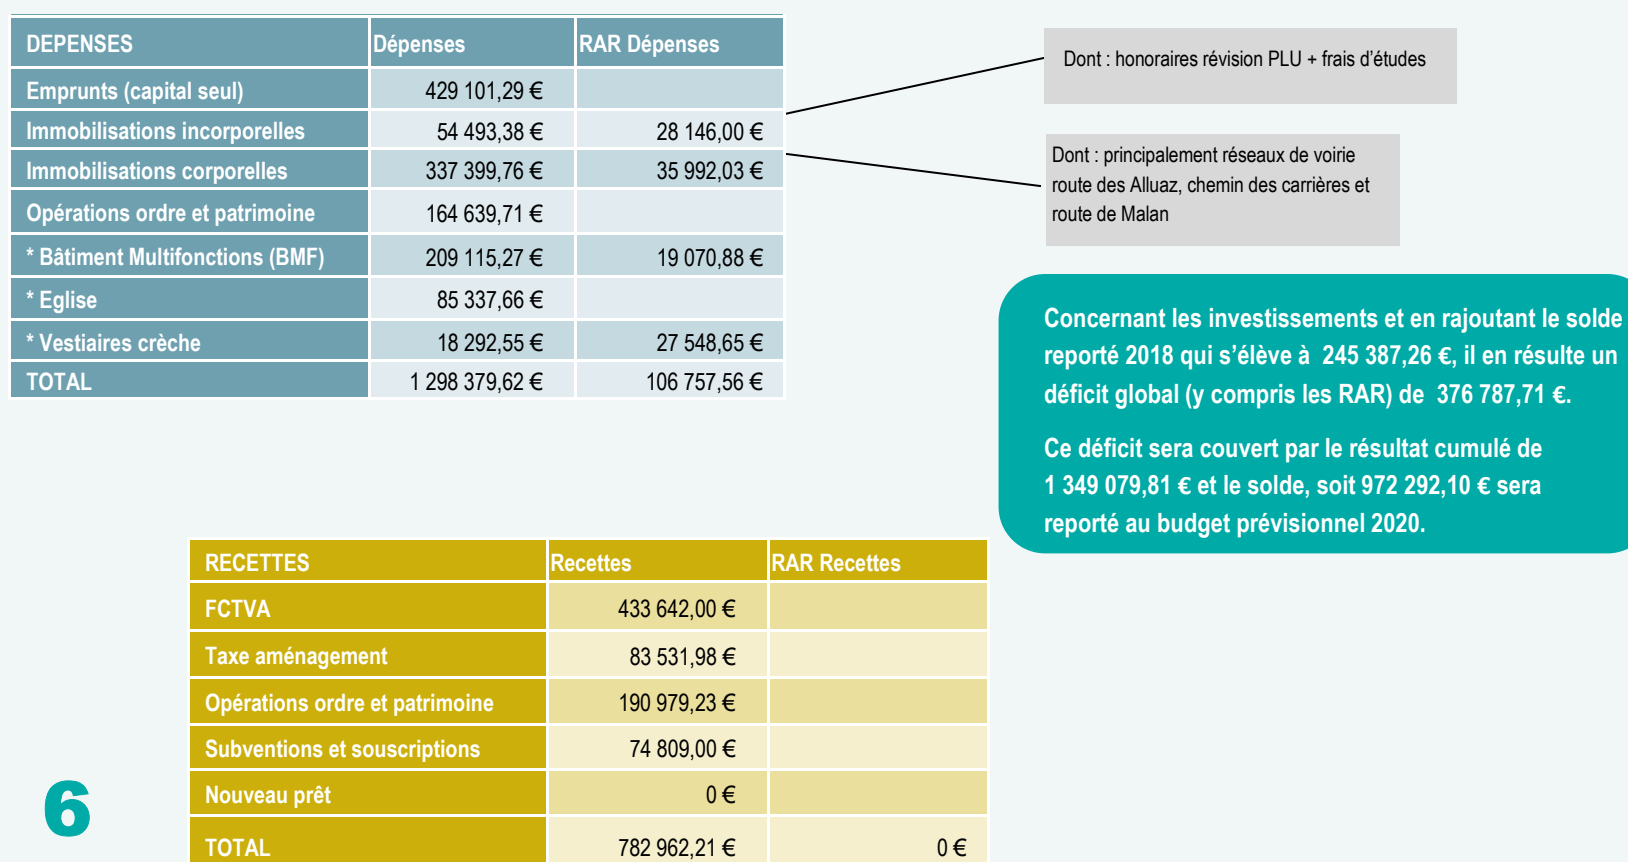 DEPENSES Dépenses RAR Dépenses
Emprunts (capital seul) 429 101,29 €
Immobilisations incorporelles 54 493,38 € 28 146,00 €
Immobilisations corporelles 337 399,76 € 35 992,03 €
Opérations ordre et patrimoine 164 639,71 €
* Bâtiment Multifonctions (BMF) 209 115,27 € 19 070,88 €
* Eglise 85 337,66 €
* Vestiaires crèche 18 292,55 € 27 548,65 €
TOTAL 1 298 379,62 € 106 757,56 €
Dont : honoraires révision PLU + frais d’études
Dont : principalement réseaux de voirie
route des Alluaz, chemin des carrières et
route de Malan
Concernant les investissements et en rajoutant le solde
reporté 2018 qui s’élève à 245 387,26 €, il en résulte un
déficit global (y compris les RAR) de 376 787,71 €.
Ce déficit sera couvert par le résultat cumulé de
1 349 079,81 € et le solde, soit 972 292,10 € sera
reporté au budget prévisionnel 2020.
RECETTES Recettes RAR Recettes
FCTVA 433 642,00 €
Taxe aménagement 83 531,98 €
Opérations ordre et patrimoine 190 979,23 €
Subventions et souscriptions 74 809,00 €
Nouveau prêt 0 €
TOTAL 782 962,21 € 0 €
6